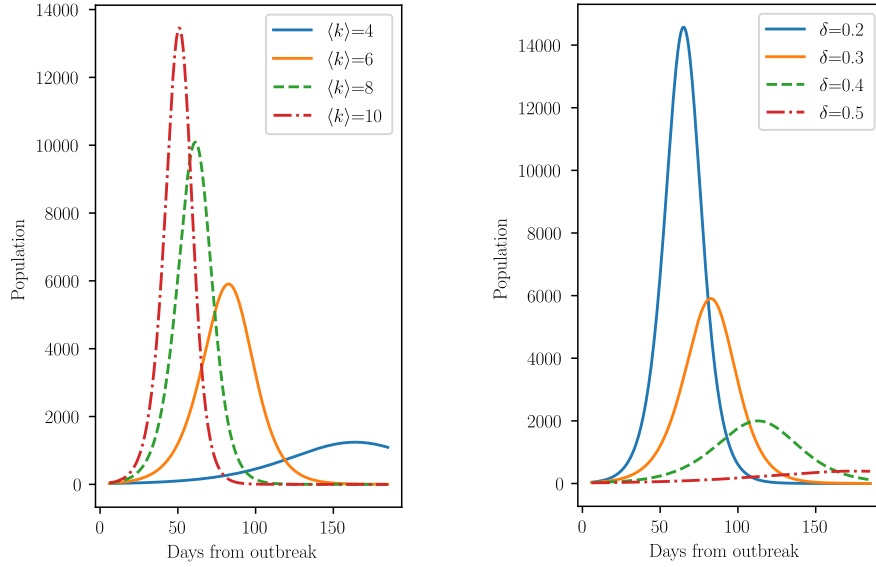 14000
12000
10000
8000
6000
4000
2000
0
Population
0
50
100
150
Days from outbreak
⟨k⟩=4
⟨k⟩=6
⟨k⟩=8
⟨k⟩=10
14000
12000
10000
8000
6000
4000
2000
0
Population
0
50
100
150
Days from outbreak
δ=0.2
δ=0.3
δ=0.4
δ=0.5